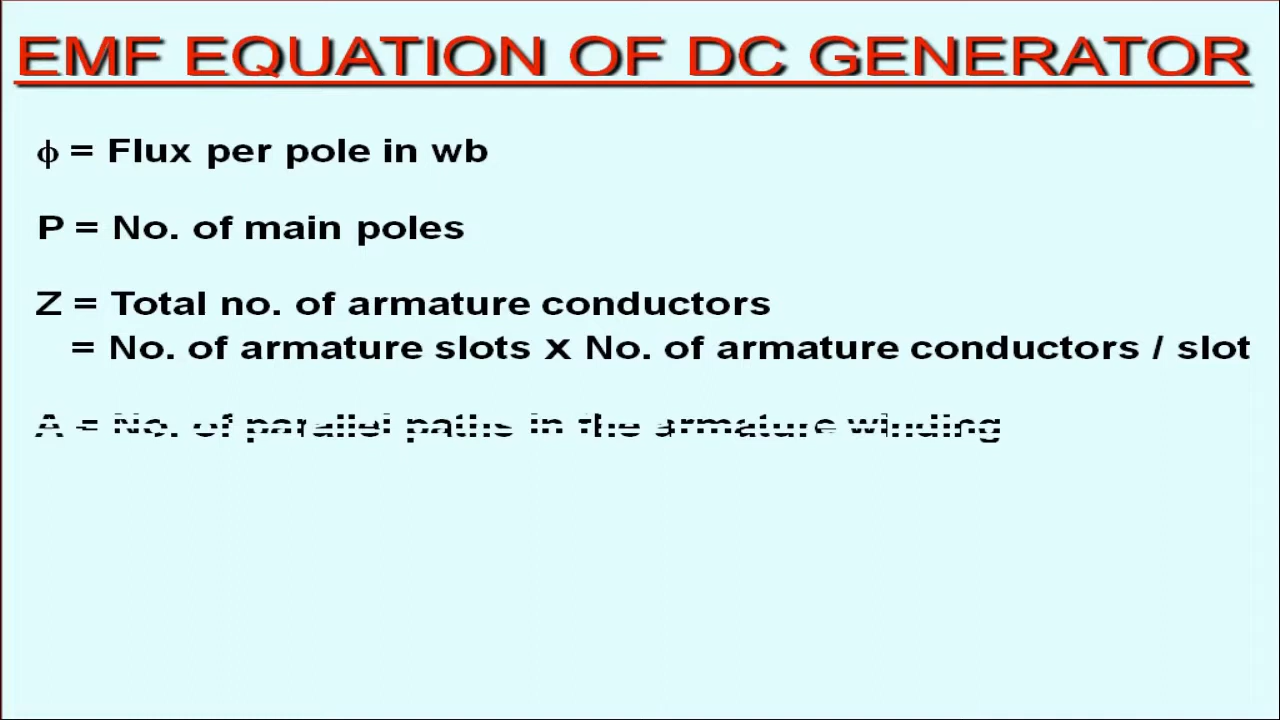 EMF EQUATION OF DC GENERATOR
ϕ = Flux per pole in wb
P = No. of main poles
Z = Total no. of armature conductors
= No. of armature slots x No. of armature conductors / slot
A = No. of parallel paths in the armature winding